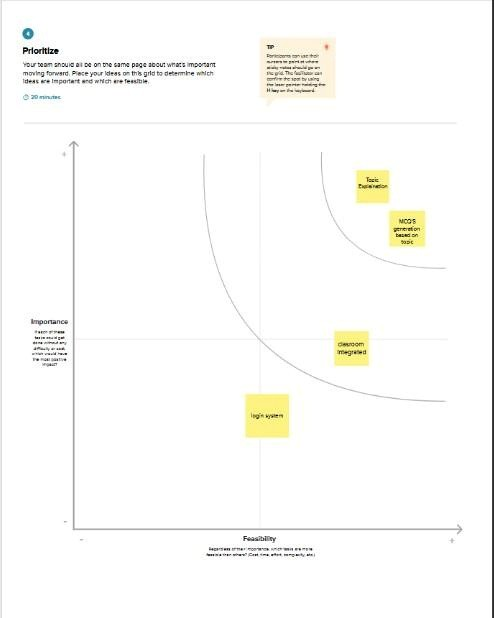 4
Prioritize
Your team should all be on the same page about what's important
moving forward. Place your ideas on this grid to determine which
ideas are important and which are feasible.
20 minutes
TIP
Participants can use their
cursors to point at where
sticky notes should go on
the grid. The facilitator can
confirm the spot by using
the laser pointer holding the
H key on the keyboard.
+
Topic
Explaination
MCQ'S
generation
based on
topic
Importance
If each of these
tasks could get
done without any
difficulty or cost,
which would have
the most positive
impact?
clasroom
integrated
login system
-
-
Feasibility
+
Regardless of their importance, which tasks are more
feasible than others? (Cost, time, effort, complexity, etc.)